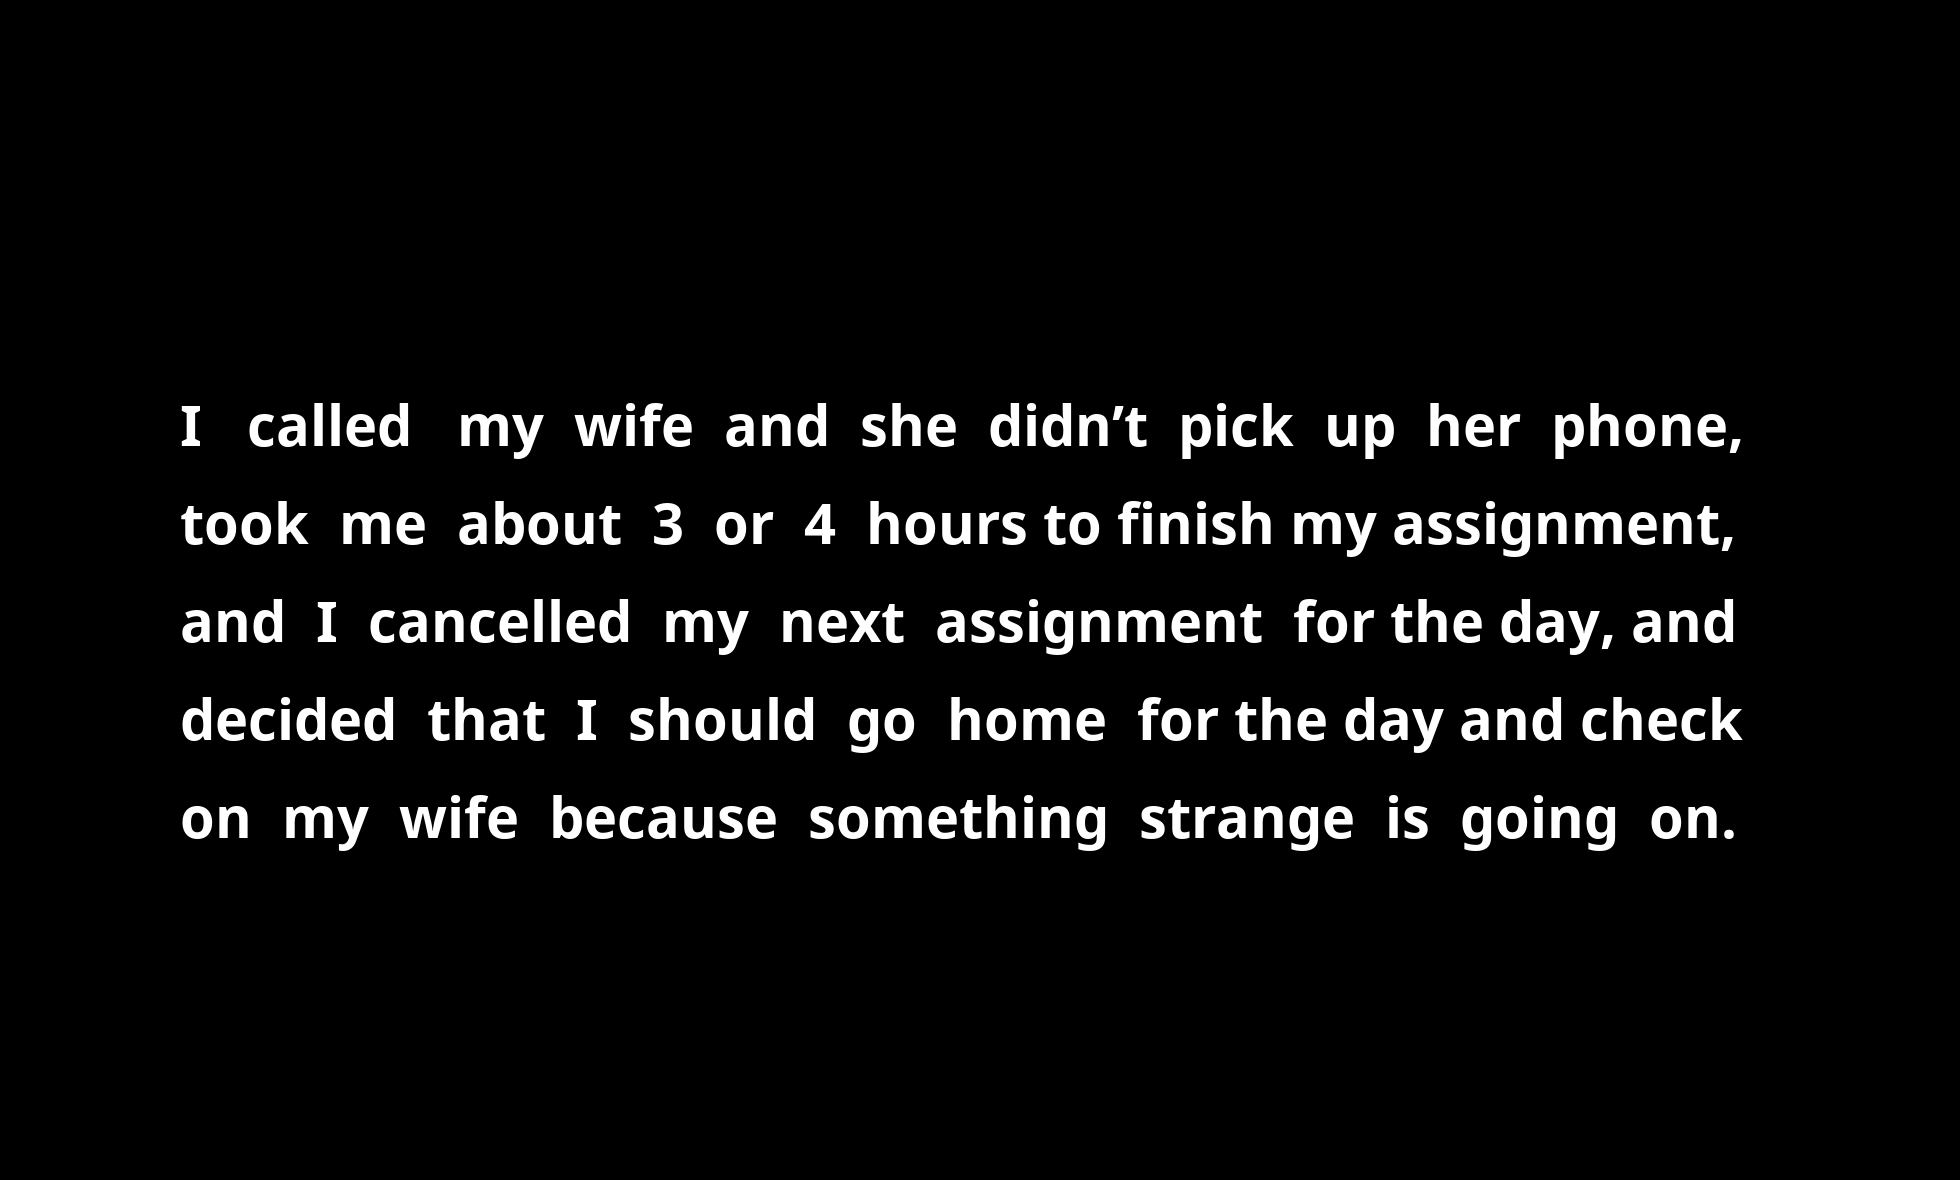 I called my wife and she didn’t pick up her phone,
took me about 3 or 4 hours to finish my assignment,
and I cancelled my next assignment for the day, and
decided that I should go home for the day and check
on my wife because something strange is going on.